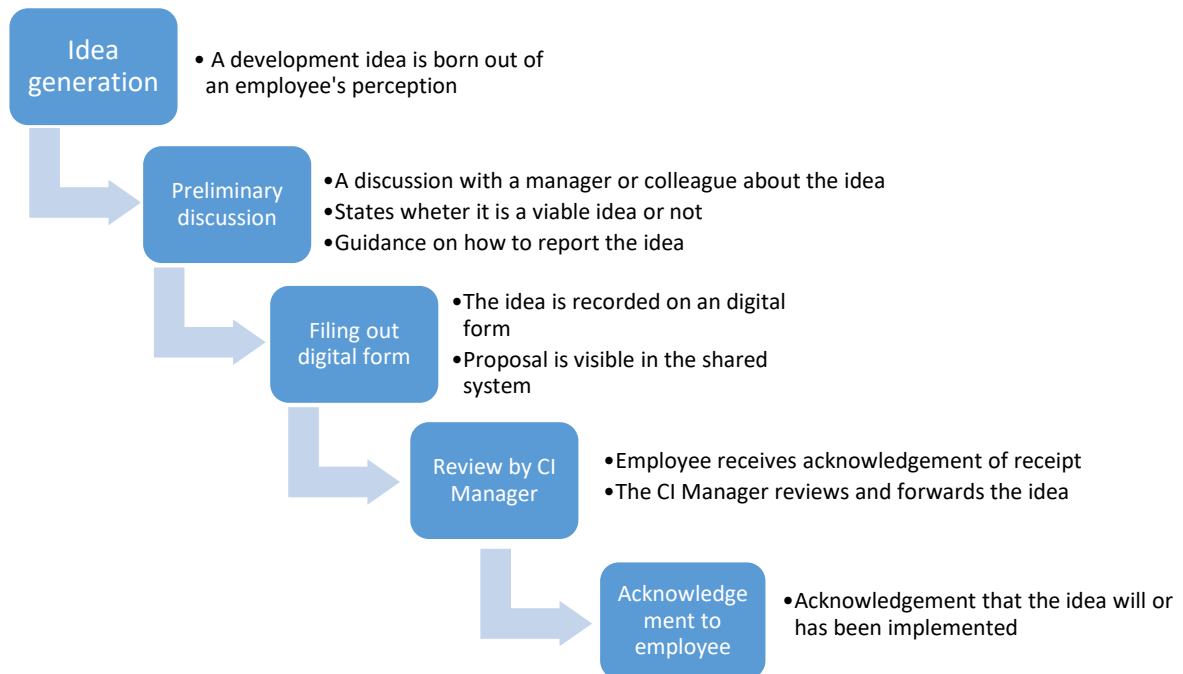 Idea
generation
• A development idea is born out of
an employee's perception
Preliminary
discussion
•A discussion with a manager or colleague about the idea
•States wheter it is a viable idea or not
•Guidance on how to report the idea
Filing out
digital form
•The idea is recorded on an digital
form
•Proposal is visible in the shared
system
Review by CI
Manager
•Employee receives acknowledgement of receipt
•The CI Manager reviews and forwards the idea
Acknowledge
ment to
employee
•Acknowledgement that the idea will or
has been implemented